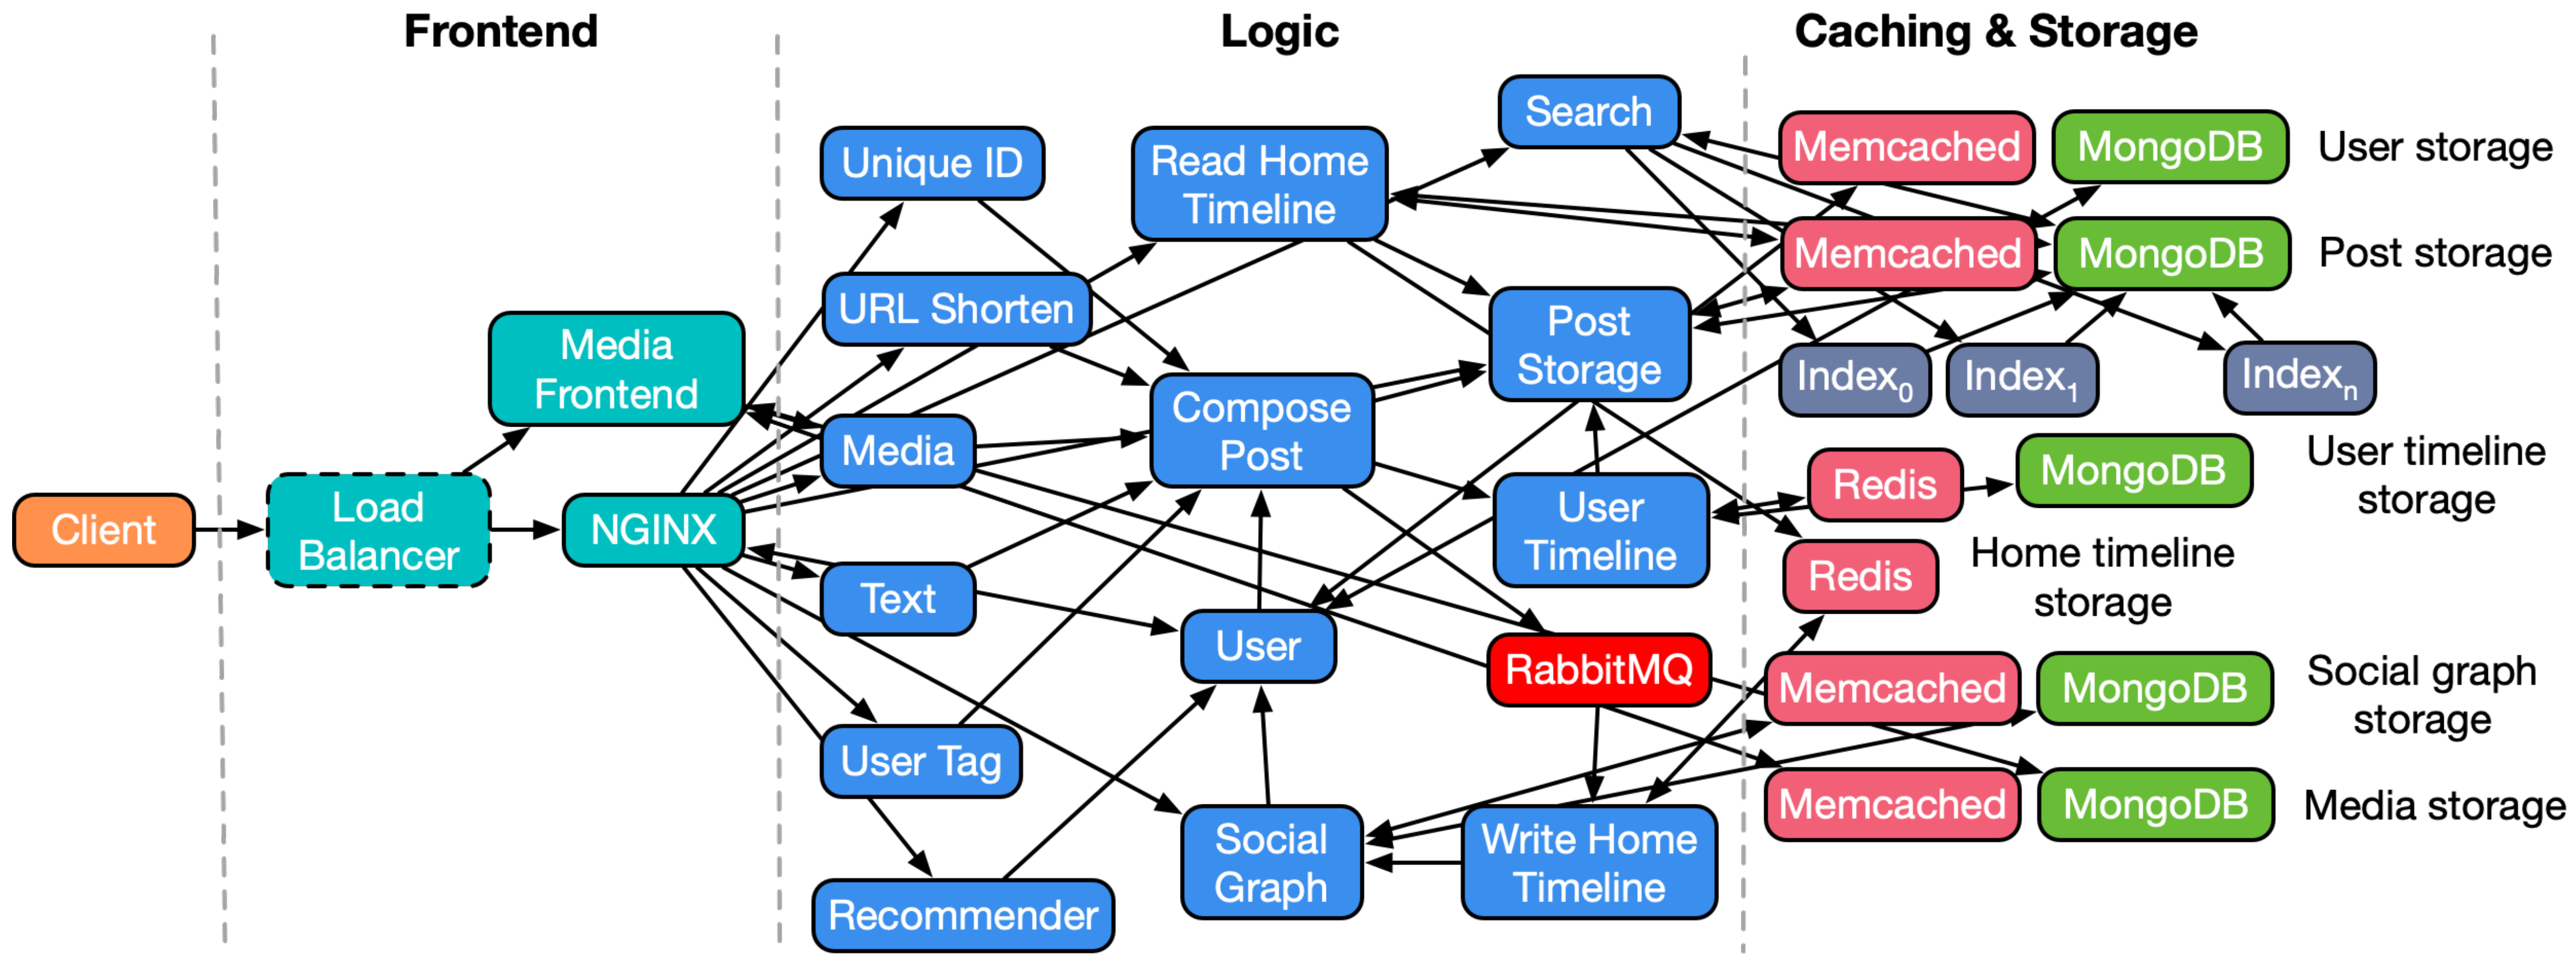 Frontend
Logic
Caching & Storage
Client
Load
Balancer
Media
Frontend
NGINX
Unique ID
URL Shorten
Media
Text
User Tag
Recommender
Read Home
Timeline
Compose
Post
User
Social
Graph
Search
Post
Storage
User
Timeline
RabbitMQ
Write Home
Timeline
Memcached
MongoDB
User storage
Memcached
MongoDB
Post storage
Index0
Index1
Indexn
Redis
MongoDB
User timeline
storage
Redis
Home timeline
storage
Memcached
MongoDB
Social graph
storage
Memcached
MongoDB
Media storage